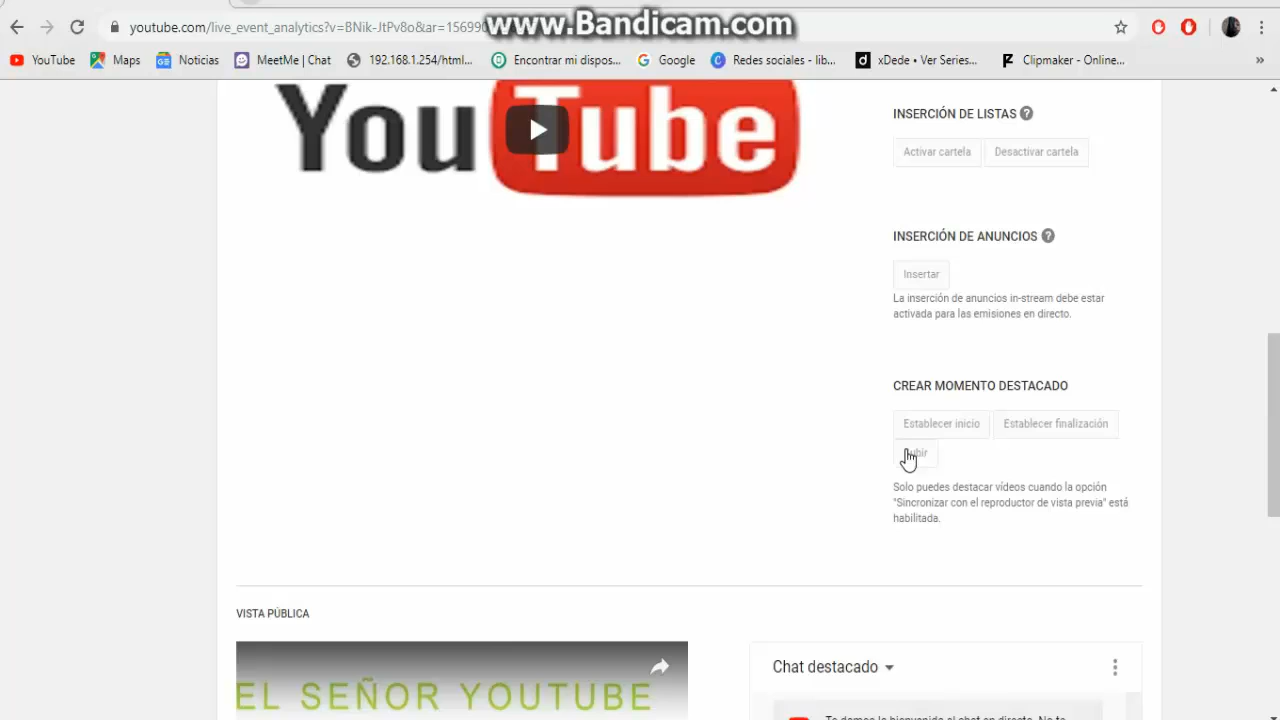 www.Bandicam.com
youtube.com/live_event_analytics?v=BNik-JtPv8o&ar=15699
YouTube Maps Noticias MeetMe | Chat 192.168.1.254/html... Encontrar mi dispos... Google Redes sociales - lib... xDede • Ver Series... Clipmaker - Online... »
YouTube
INSERCIÓN DE LISTAS ?
Activar cartela Desactivar cartela
INSERCIÓN DE ANUNCIOS ?
Insertar
La inserción de anuncios in-stream debe estar
activada para las emisiones en directo.
CREAR MOMENTO DESTACADO
Establecer inicio Establecer finalización
Solo puedes destacar vídeos cuando la opción
"Sincronizar con el reproductor de vista previa" está
habilitada.
VISTA PÚBLICA
EL SEÑOR YOUTUBE
Chat destacado